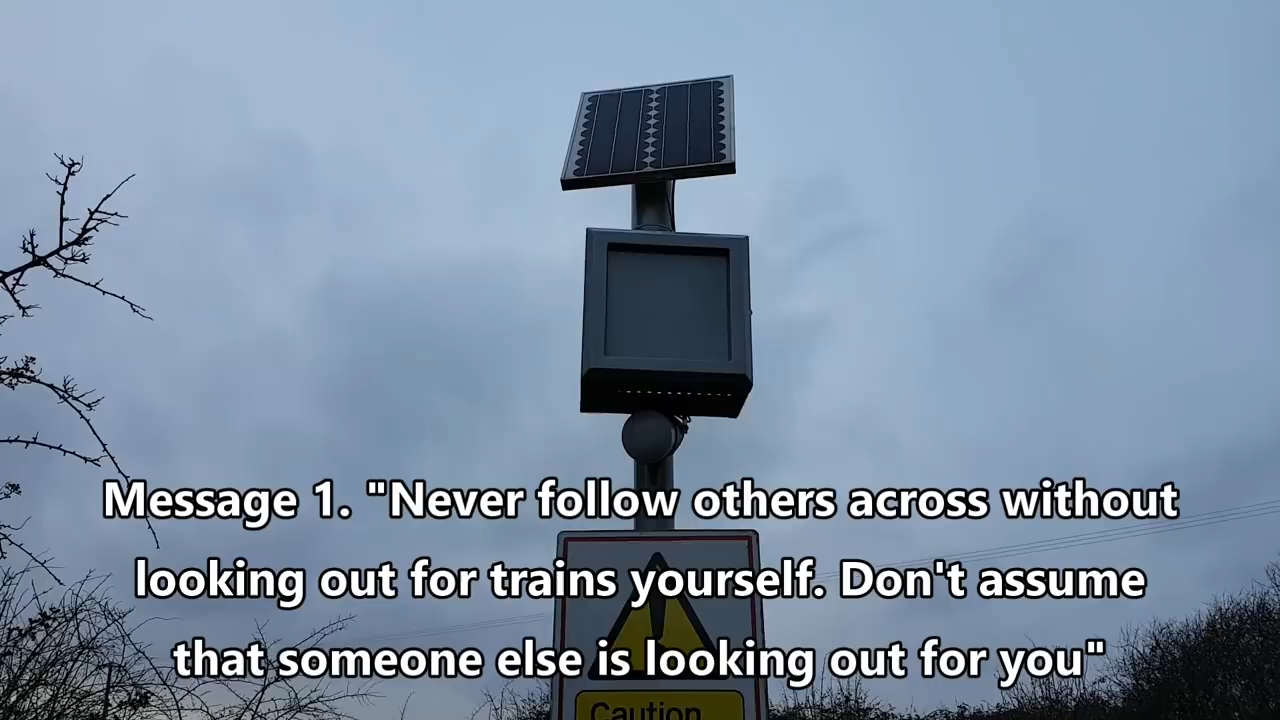 Message 1. "Never follow others across without
looking out for trains yourself. Don't assume
that someone else is looking out for you"
Caution